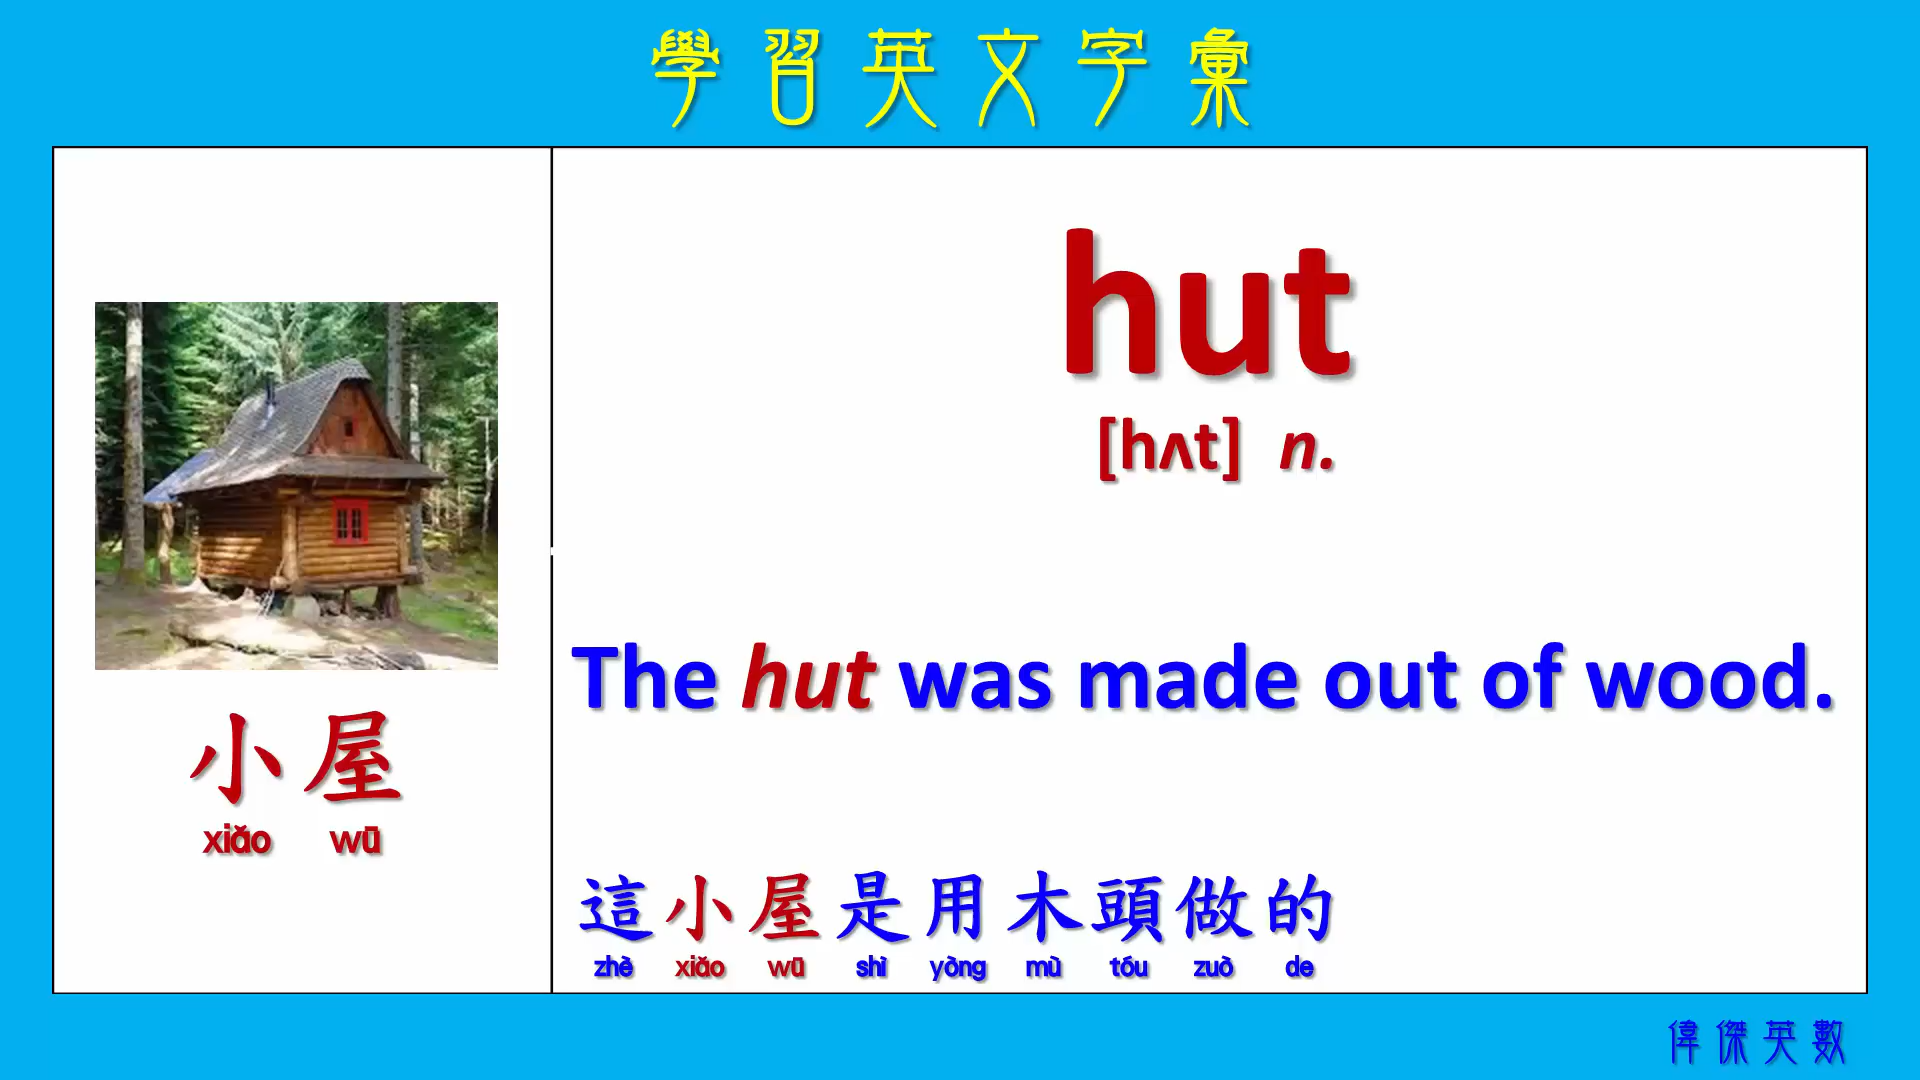 學習英文字彙
hut
[hʌt] n.
The hut was made out of wood.
小屋
xiǎo wū
這小屋是用木頭做的
zhè xiǎo wū shì yòng mù tóu zuò de
偉傑英數